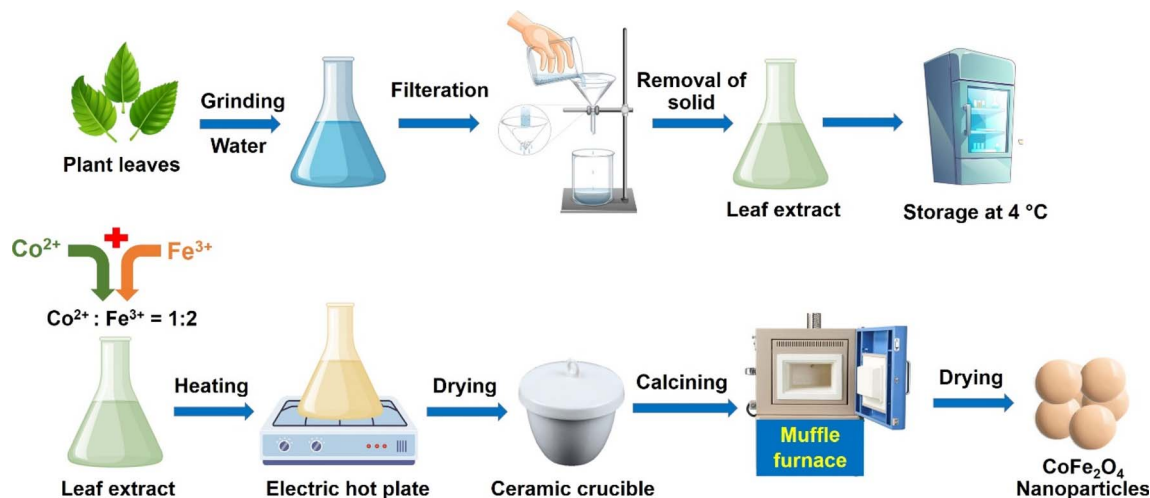 Plant leaves
Grinding
Water
Filteration
Removal of
solid
Leaf extract
Storage at 4 °C
Co²⁺
Fe³⁺
Co²⁺ : Fe³⁺ = 1:2
Leaf extract
Heating
Electric hot plate
Drying
Ceramic crucible
Calcining
Muffle
furnace
Drying
CoFe₂O₄
Nanoparticles